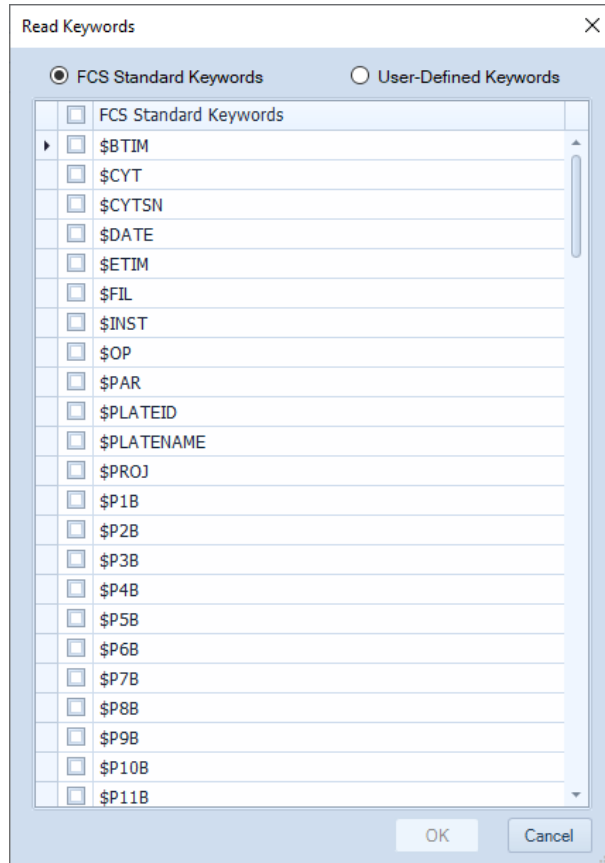 Read Keywords
FCS Standard Keywords User-Defined Keywords
FCS Standard Keywords
$BTIM
$CYT
$CYTSN
$DATE
$ETIM
$FIL
$INST
$OP
$PAR
$PLATEID
$PLATENAME
$PROJ
$P1B
$P2B
$P3B
$P4B
$P5B
$P6B
$P7B
$P8B
$P9B
$P10B
$P11B
OK Cancel